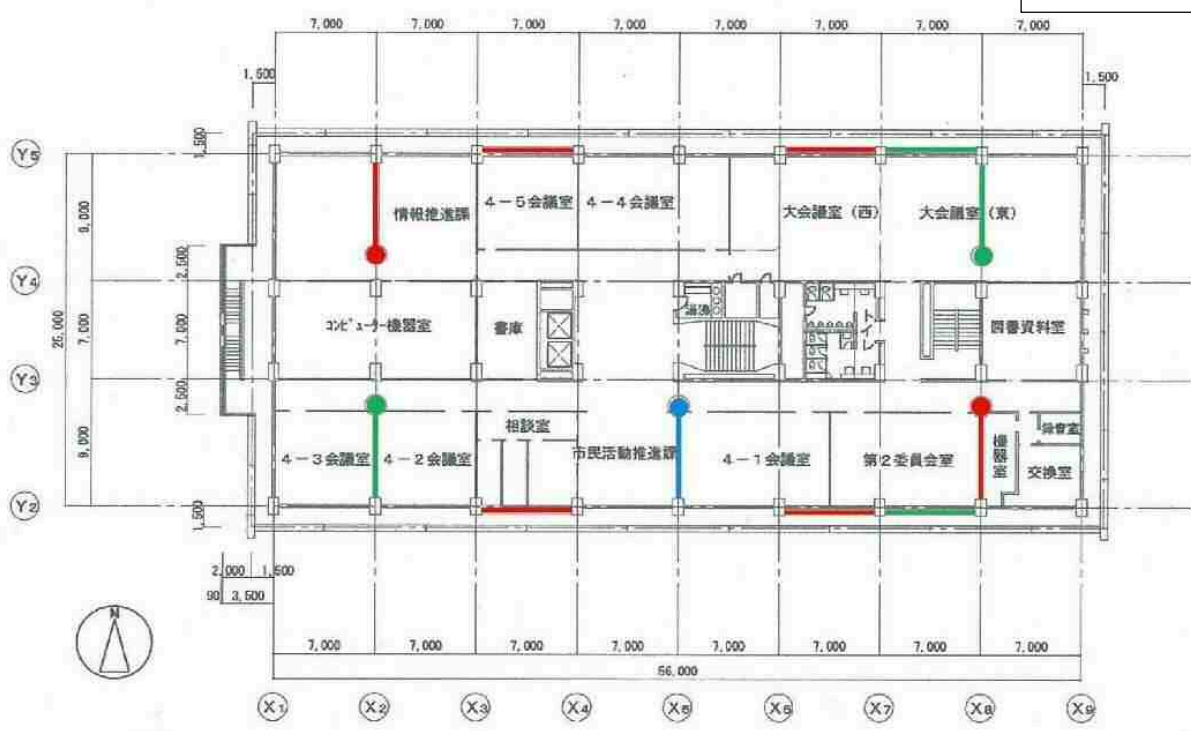 7,000 7,000 7,000 7,000 7,000 7,000 7,000 7,000
1,500
1,500
1,500
Y5
9,000
情報推進課
4－5会議室
4－4会議室
大会議室（西）
大会議室（東）
2,500
Y4
26,000
7,000
7,000
ｺﾝﾋﾟｭｰﾀｰ機器室
書庫
湯沸
トイレ
図書資料室
Y3
2,500
9,000
相談室
4－3会議室
4－2会議室
市民活動推進課
4－1会議室
第2委員会室
機器室
録音室
交換室
Y2
1,500
2,000 1,500
90 3,500
N
7,000 7,000 7,000 7,000 7,000 7,000 7,000 7,000
56,000
X1 X2 X3 X4 X5 X6 X7 X8 X9